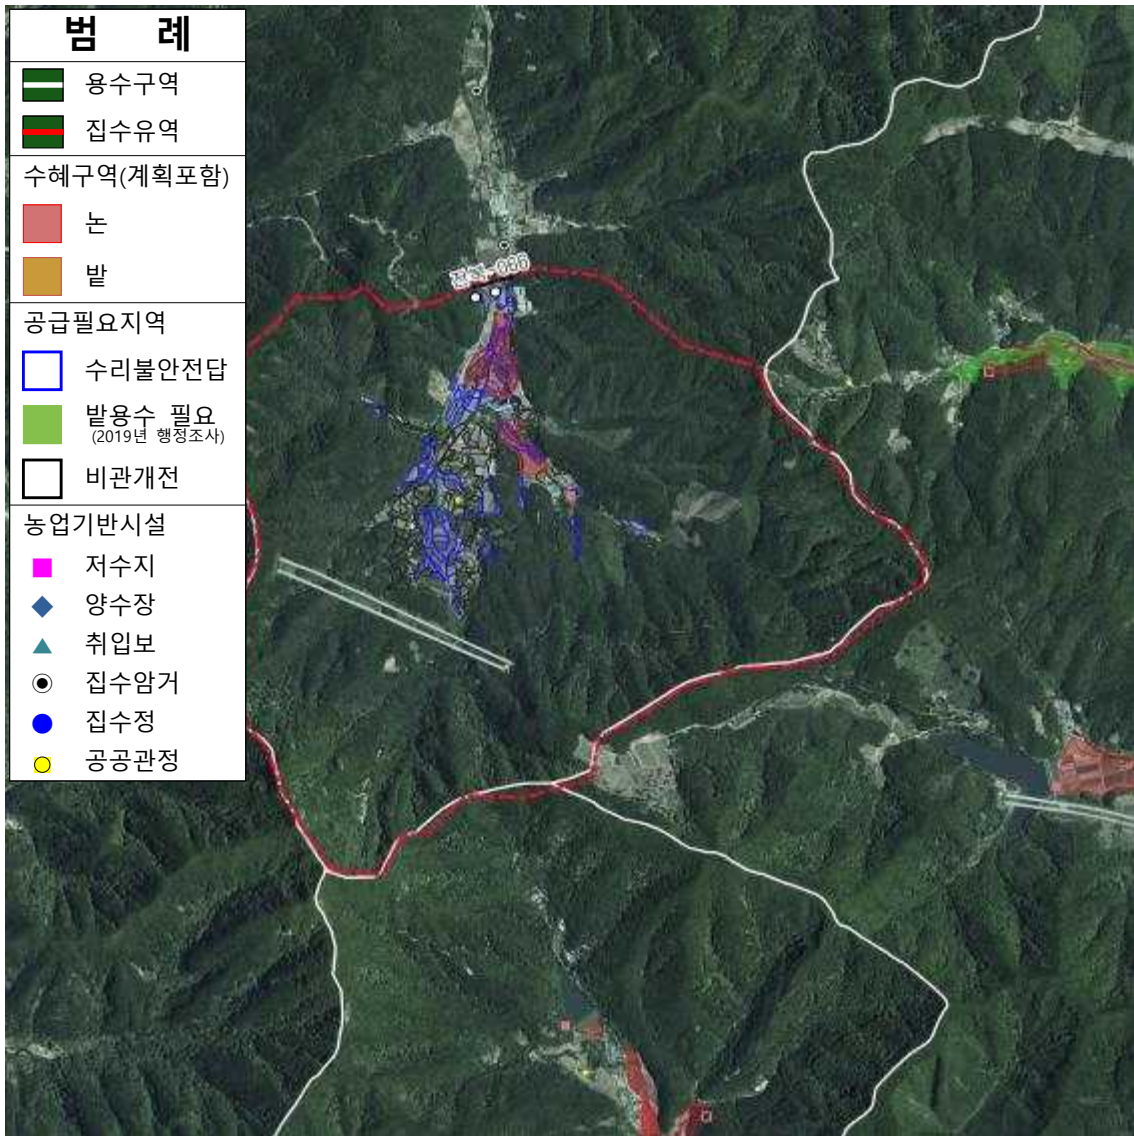 범 례
용수구역
집수유역
수혜구역(계획포함)
논
밭
공급필요지역
수리불안전답
밭용수 필요
(2019년 행정조사)
비관개전
농업기반시설
저수지
양수장
취입보
집수암거
집수정
공공관정